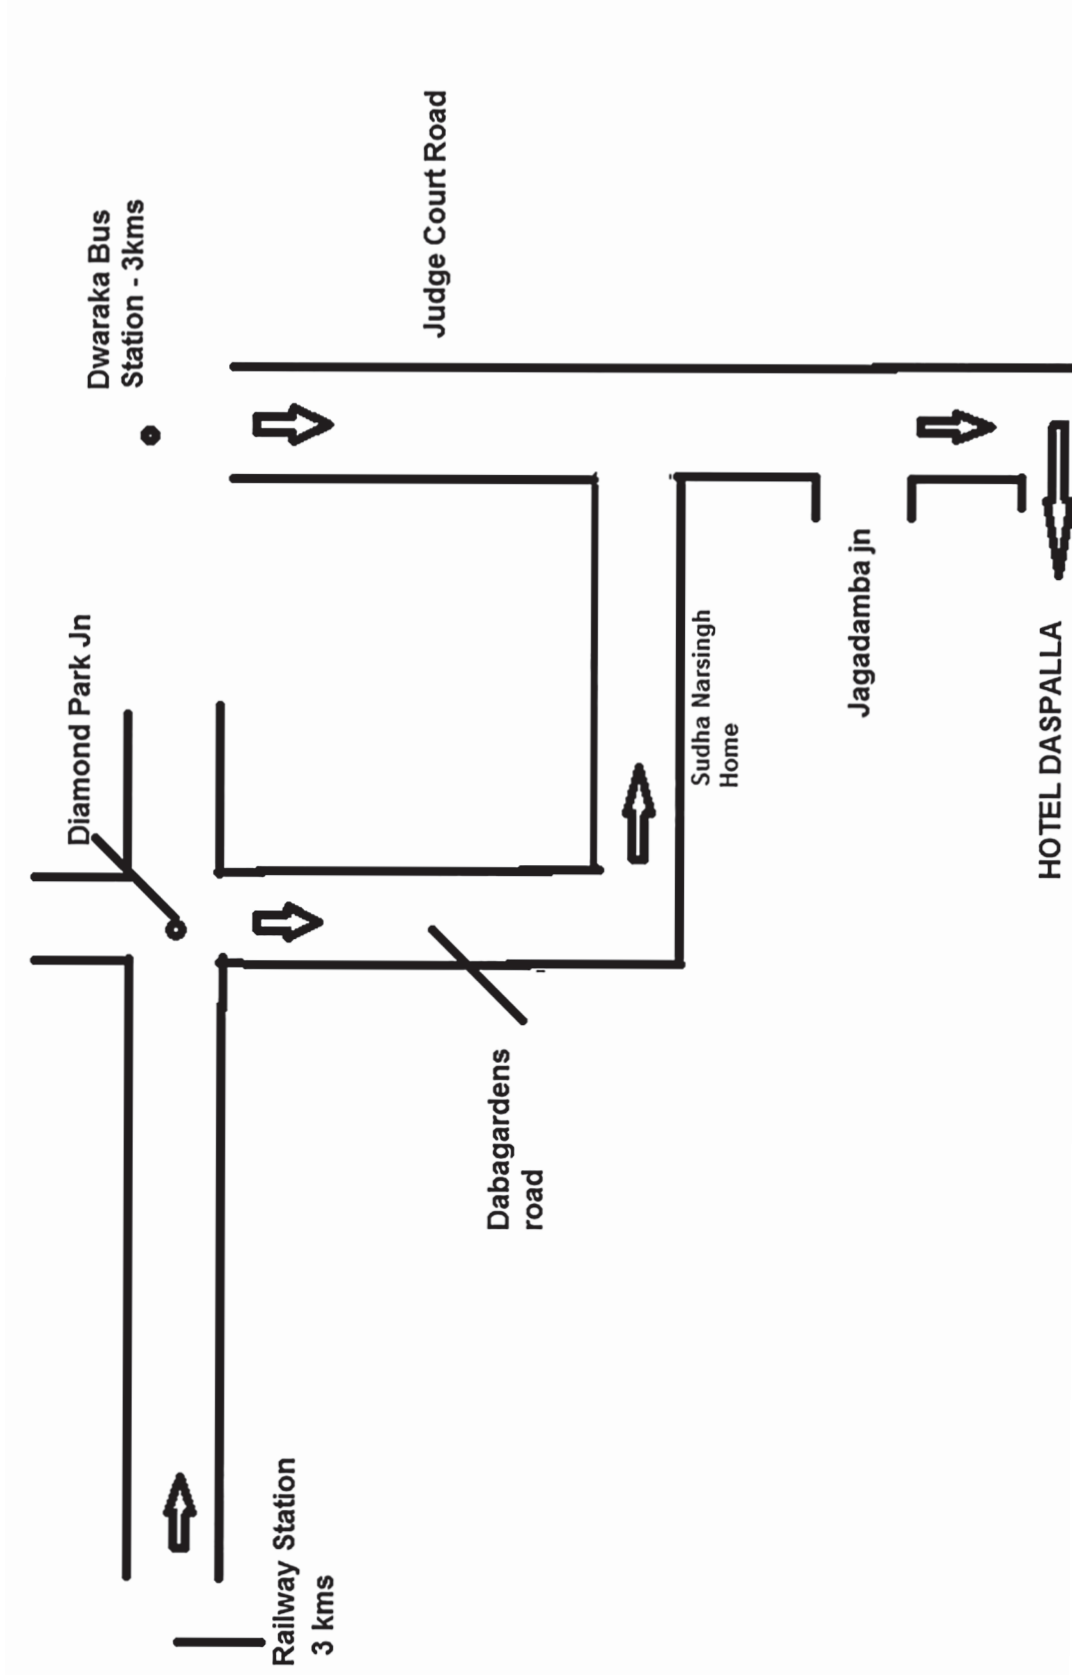 Dwaraka Bus
Station - 3kms
Judge Court Road
Diamond Park Jn
Sudha Narsingh
Home
Jagadamba jn
HOTEL DASPALLA
Dabagardens
road
Railway Station
3 kms